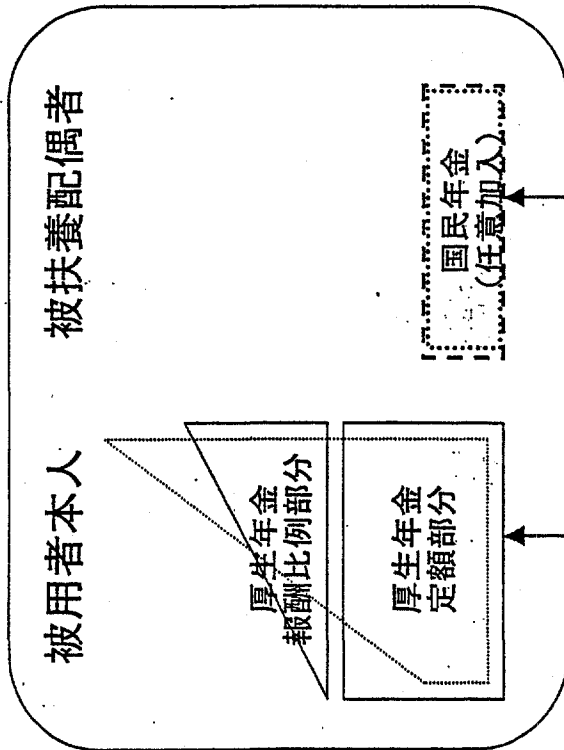 被用者本人
被扶養配偶者
厚生年金
報酬比例部分
厚生年金
定額部分
国民年金
(任意加入)